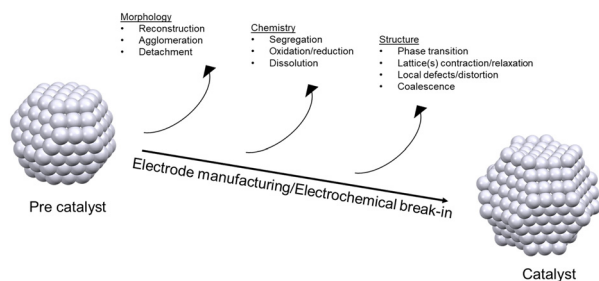 Morphology
• Reconstruction
• Agglomeration
• Detachment
Chemistry
• Segregation
• Oxidation/reduction
• Dissolution
Structure
• Phase transition
• Lattice(s) contraction/relaxation
• Local defects/distortion
• Coalescence
Electrode manufacturing/Electrochemical break-in
Pre catalyst
Catalyst